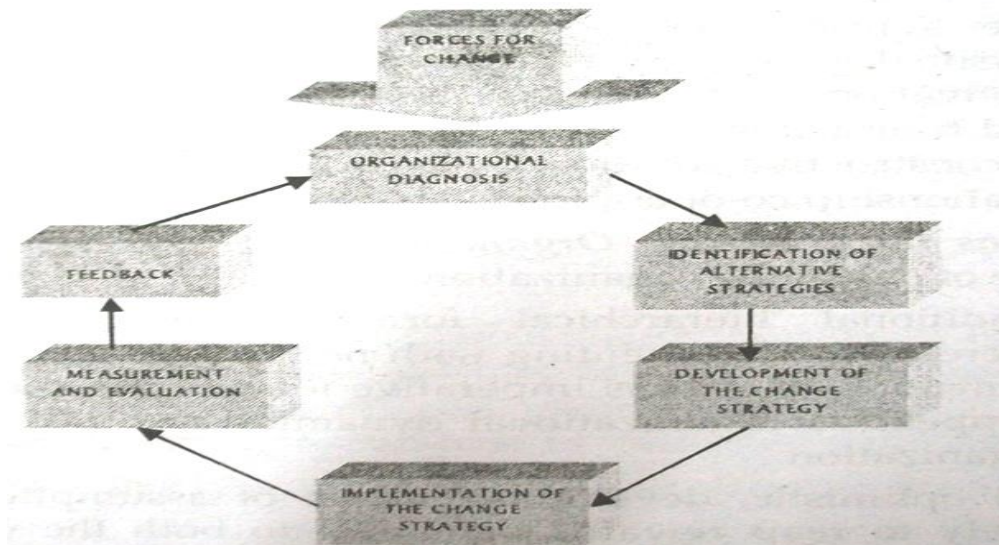 FORCES FOR
CHANGE
ORGANIZATIONAL
DIAGNOSIS
IDENTIFICATION OF
ALTERNATIVE
STRATEGIES
DEVELOPMENT OF
THE CHANGE
STRATEGY
IMPLEMENTATION OF
THE CHANGE
STRATEGY
MEASUREMENT
AND EVALUATION
FEEDBACK